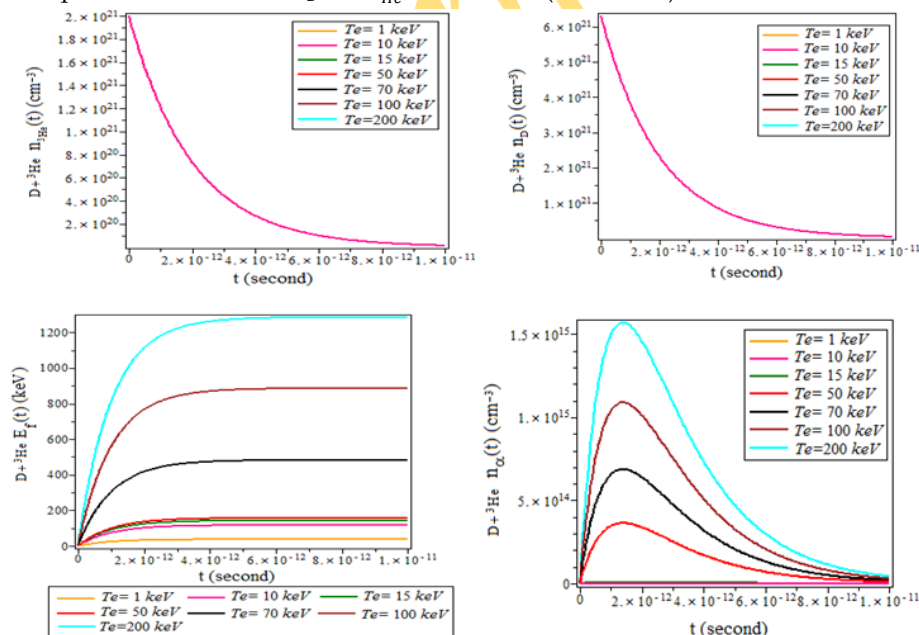 Te= 1 keV
Te= 10 keV
Te= 15 keV
Te= 50 keV
Te= 70 keV
Te= 100 keV
Te=200 keV
D+³He n₃He(t) (cm⁻³)
2. × 10²¹
1.8 × 10²¹
1.6 × 10²¹
1.4 × 10²¹
1.2 × 10²¹
1. × 10²¹
8. × 10²⁰
6. × 10²⁰
4. × 10²⁰
2. × 10²⁰
0 2. × 10⁻¹² 4. × 10⁻¹² 6. × 10⁻¹² 8. × 10⁻¹² 1. × 10⁻¹¹
t (second)
Te= 1 keV
Te= 10 keV
Te= 15 keV
Te= 50 keV
Te= 70 keV
Te= 100 keV
Te=200 keV
D+³He n_D(t) (cm⁻³)
6. × 10²¹
5. × 10²¹
4. × 10²¹
3. × 10²¹
2. × 10²¹
1. × 10²¹
0 2. × 10⁻¹² 4. × 10⁻¹² 6. × 10⁻¹² 8. × 10⁻¹² 1. × 10⁻¹¹
t (second)
D+³He E_f(t) (keV)
1200
1000
800
600
400
200
0
0 2. × 10⁻¹² 4. × 10⁻¹² 6. × 10⁻¹² 8. × 10⁻¹² 1. × 10⁻¹¹
t (second)
Te= 1 keV Te= 10 keV Te= 15 keV
Te= 50 keV Te= 70 keV Te= 100 keV
Te=200 keV
Te= 1 keV
Te= 10 keV
Te= 15 keV
Te= 50 keV
Te= 70 keV
Te= 100 keV
Te=200 keV
D+³He n_α(t) (cm⁻³)
1.5 × 10¹⁵
1. × 10¹⁵
5. × 10¹⁴
0
0 2. × 10⁻¹² 4. × 10⁻¹² 6. × 10⁻¹² 8. × 10⁻¹² 1. × 10⁻¹¹
t (second)